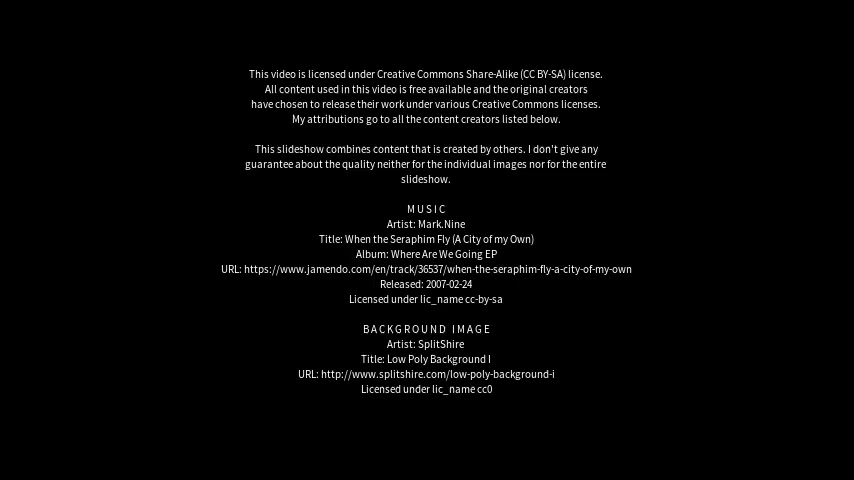 This video is licensed under Creative Commons Share-Alike (CC BY-SA) license.
All content used in this video is free available and the original creators
have chosen to release their work under various Creative Commons licenses.
My attributions go to all the content creators listed below.
This slideshow combines content that is created by others. I don't give any
guarantee about the quality neither for the individual images nor for the entire
slideshow.
MUSIC
Artist: Mark.Nine
Title: When the Seraphim Fly (A City of my Own)
Album: Where Are We Going EP
URL: https://www.jamendo.com/en/track/36537/when-the-seraphim-fly-a-city-of-my-own
Released: 2007-02-24
Licensed under lic_name cc-by-sa
BACKGROUND IMAGE
Artist: SplitShire
Title: Low Poly Background I
URL: http://www.splitshire.com/low-poly-background-i
Licensed under lic_name cc0